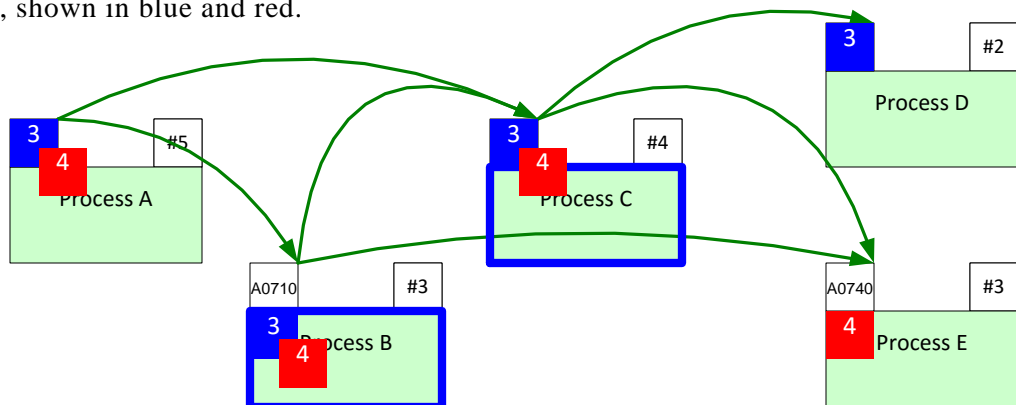 , shown in blue and red.
3
#2
Process D
3
#5
4
Process A
3
#4
4
Process C
A0710
#3
3
Process B
4
A0740
#3
4
Process E